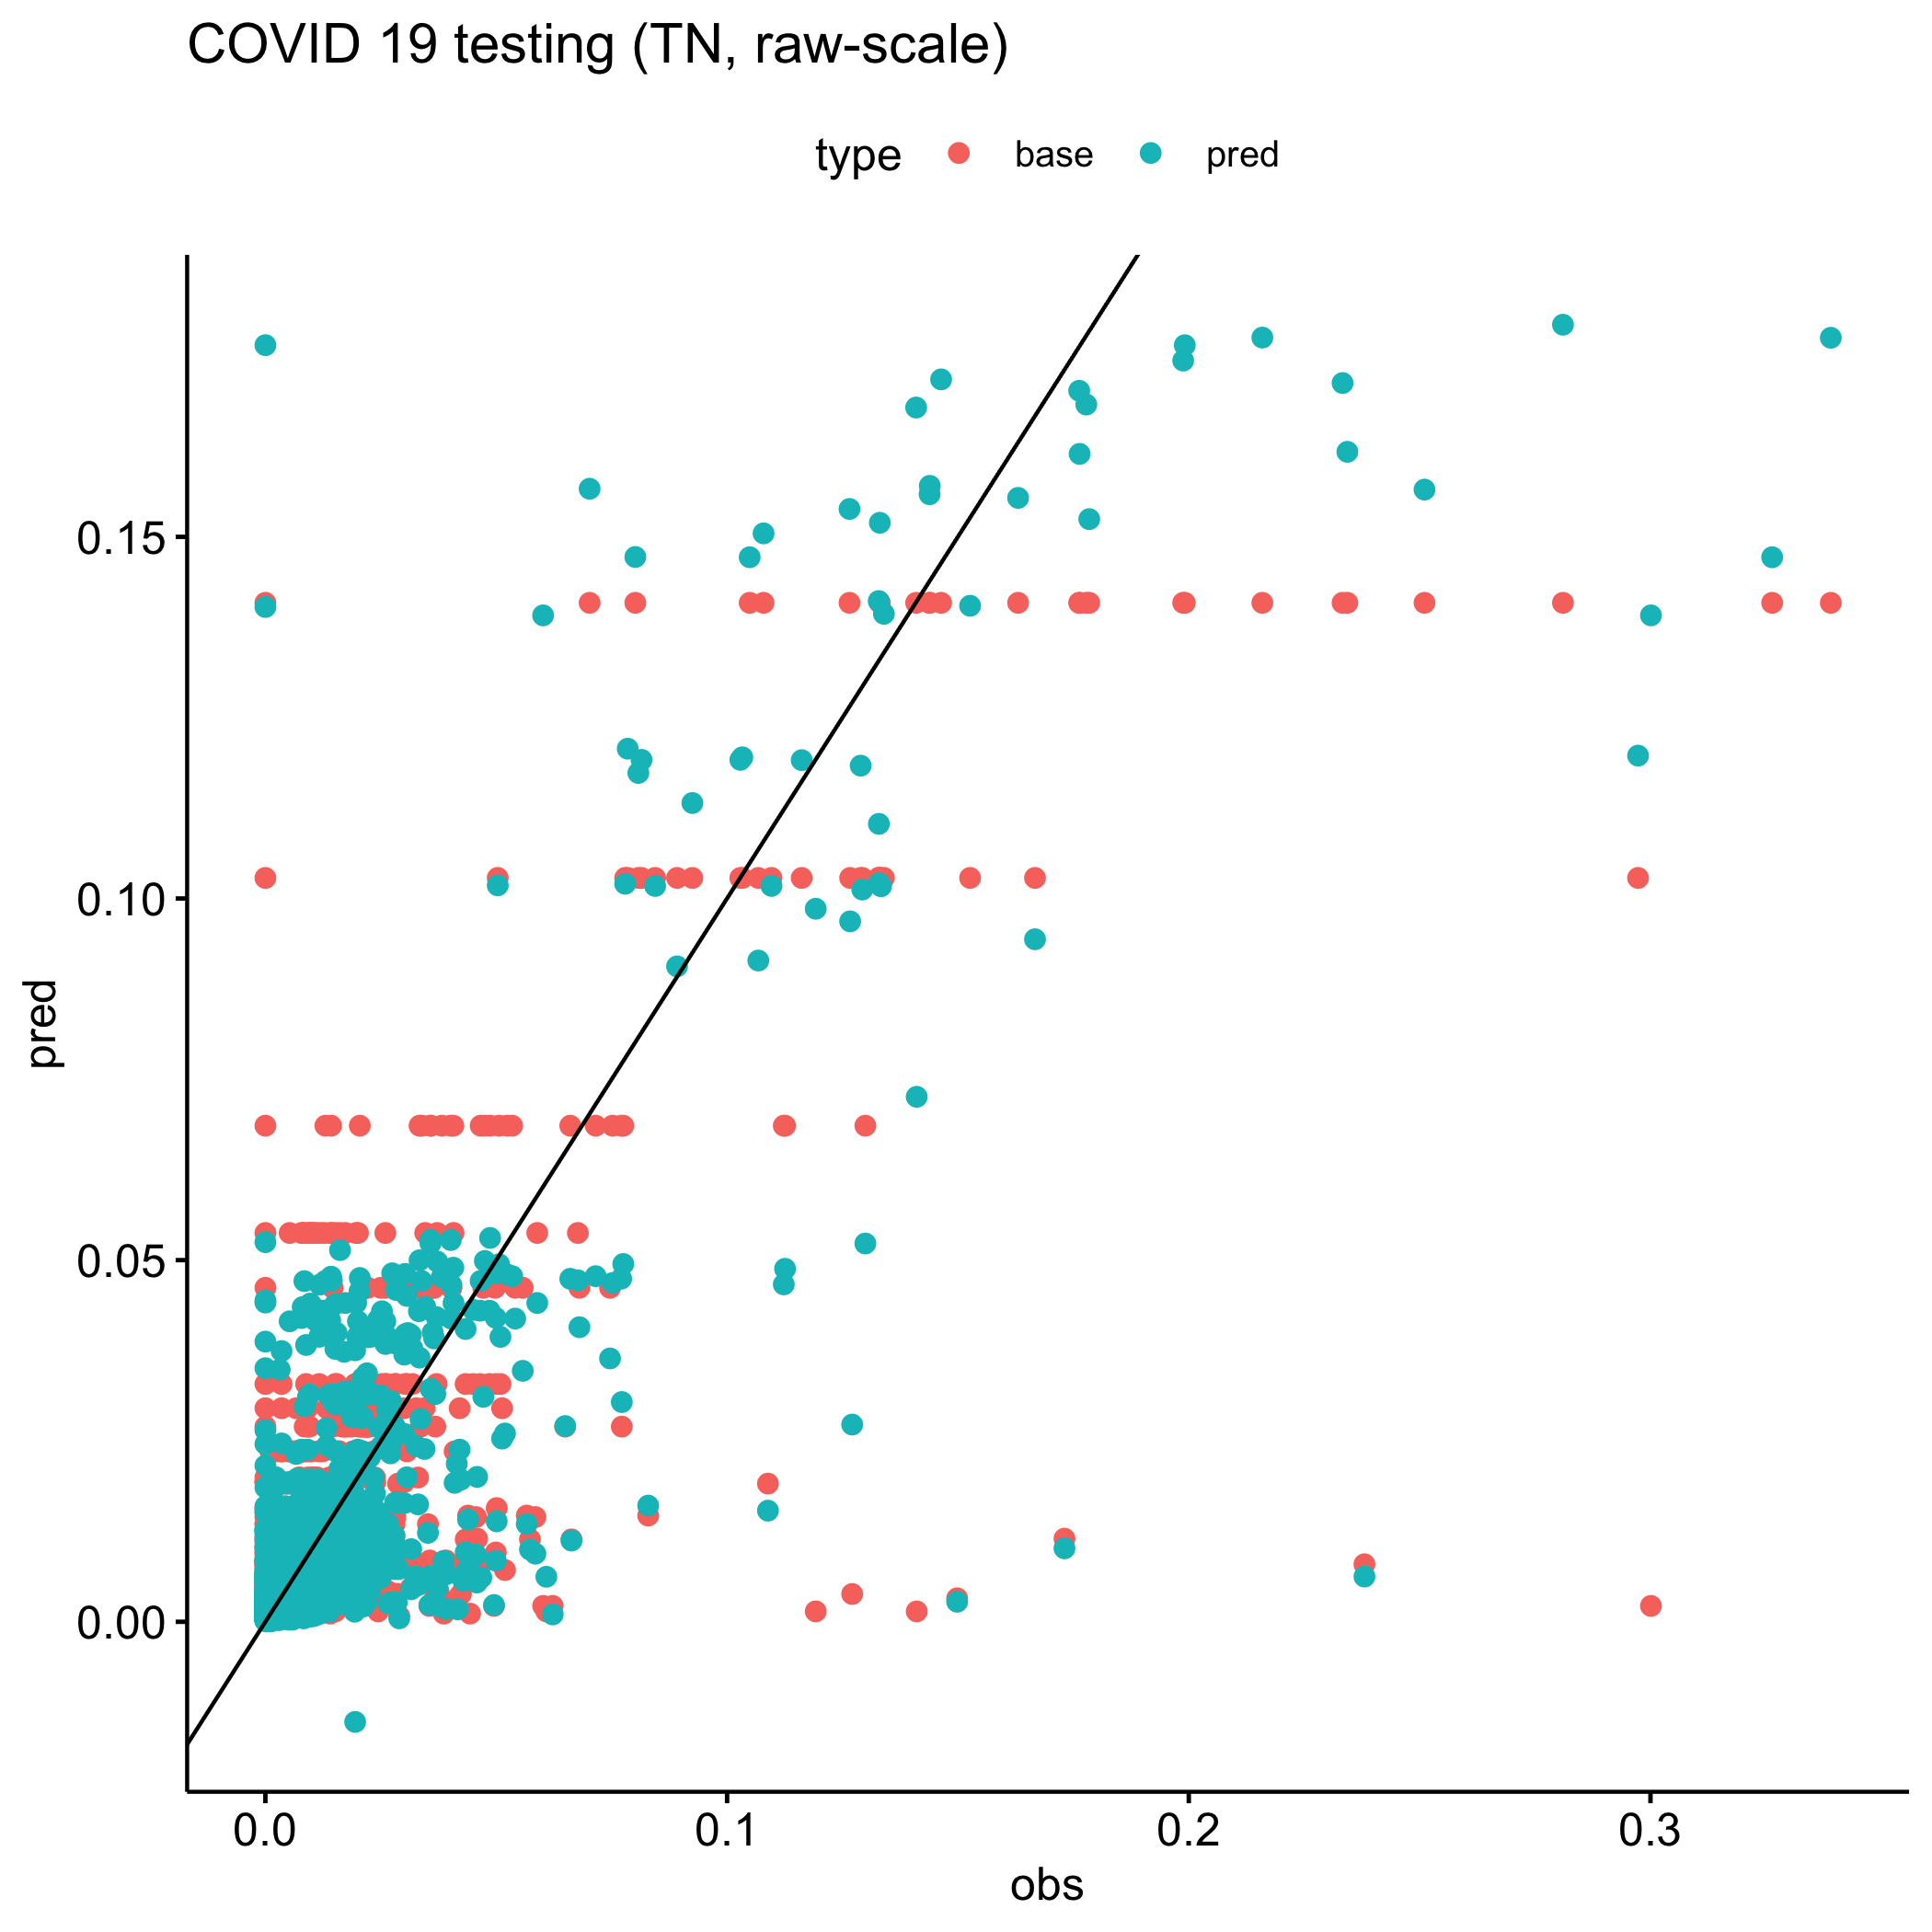 COVID 19 testing (TN, raw-scale)
type base pred
0.15
0.10
0.05
0.00
pred
0.0 0.1 0.2 0.3
obs